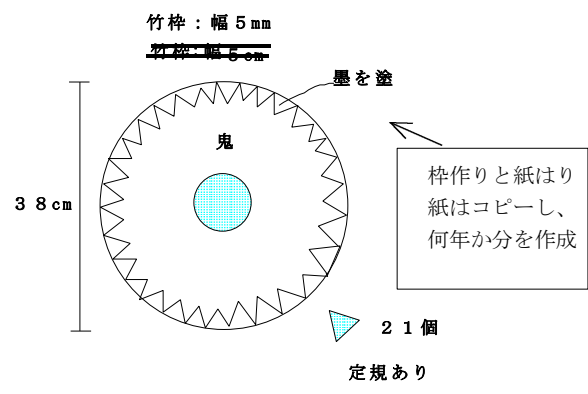 竹枠：幅５mm
竹枠：幅５cm
墨を塗
鬼
３８cm
枠作りと紙はり
紙はコピーし、
何年か分を作成
２１個
定規あり